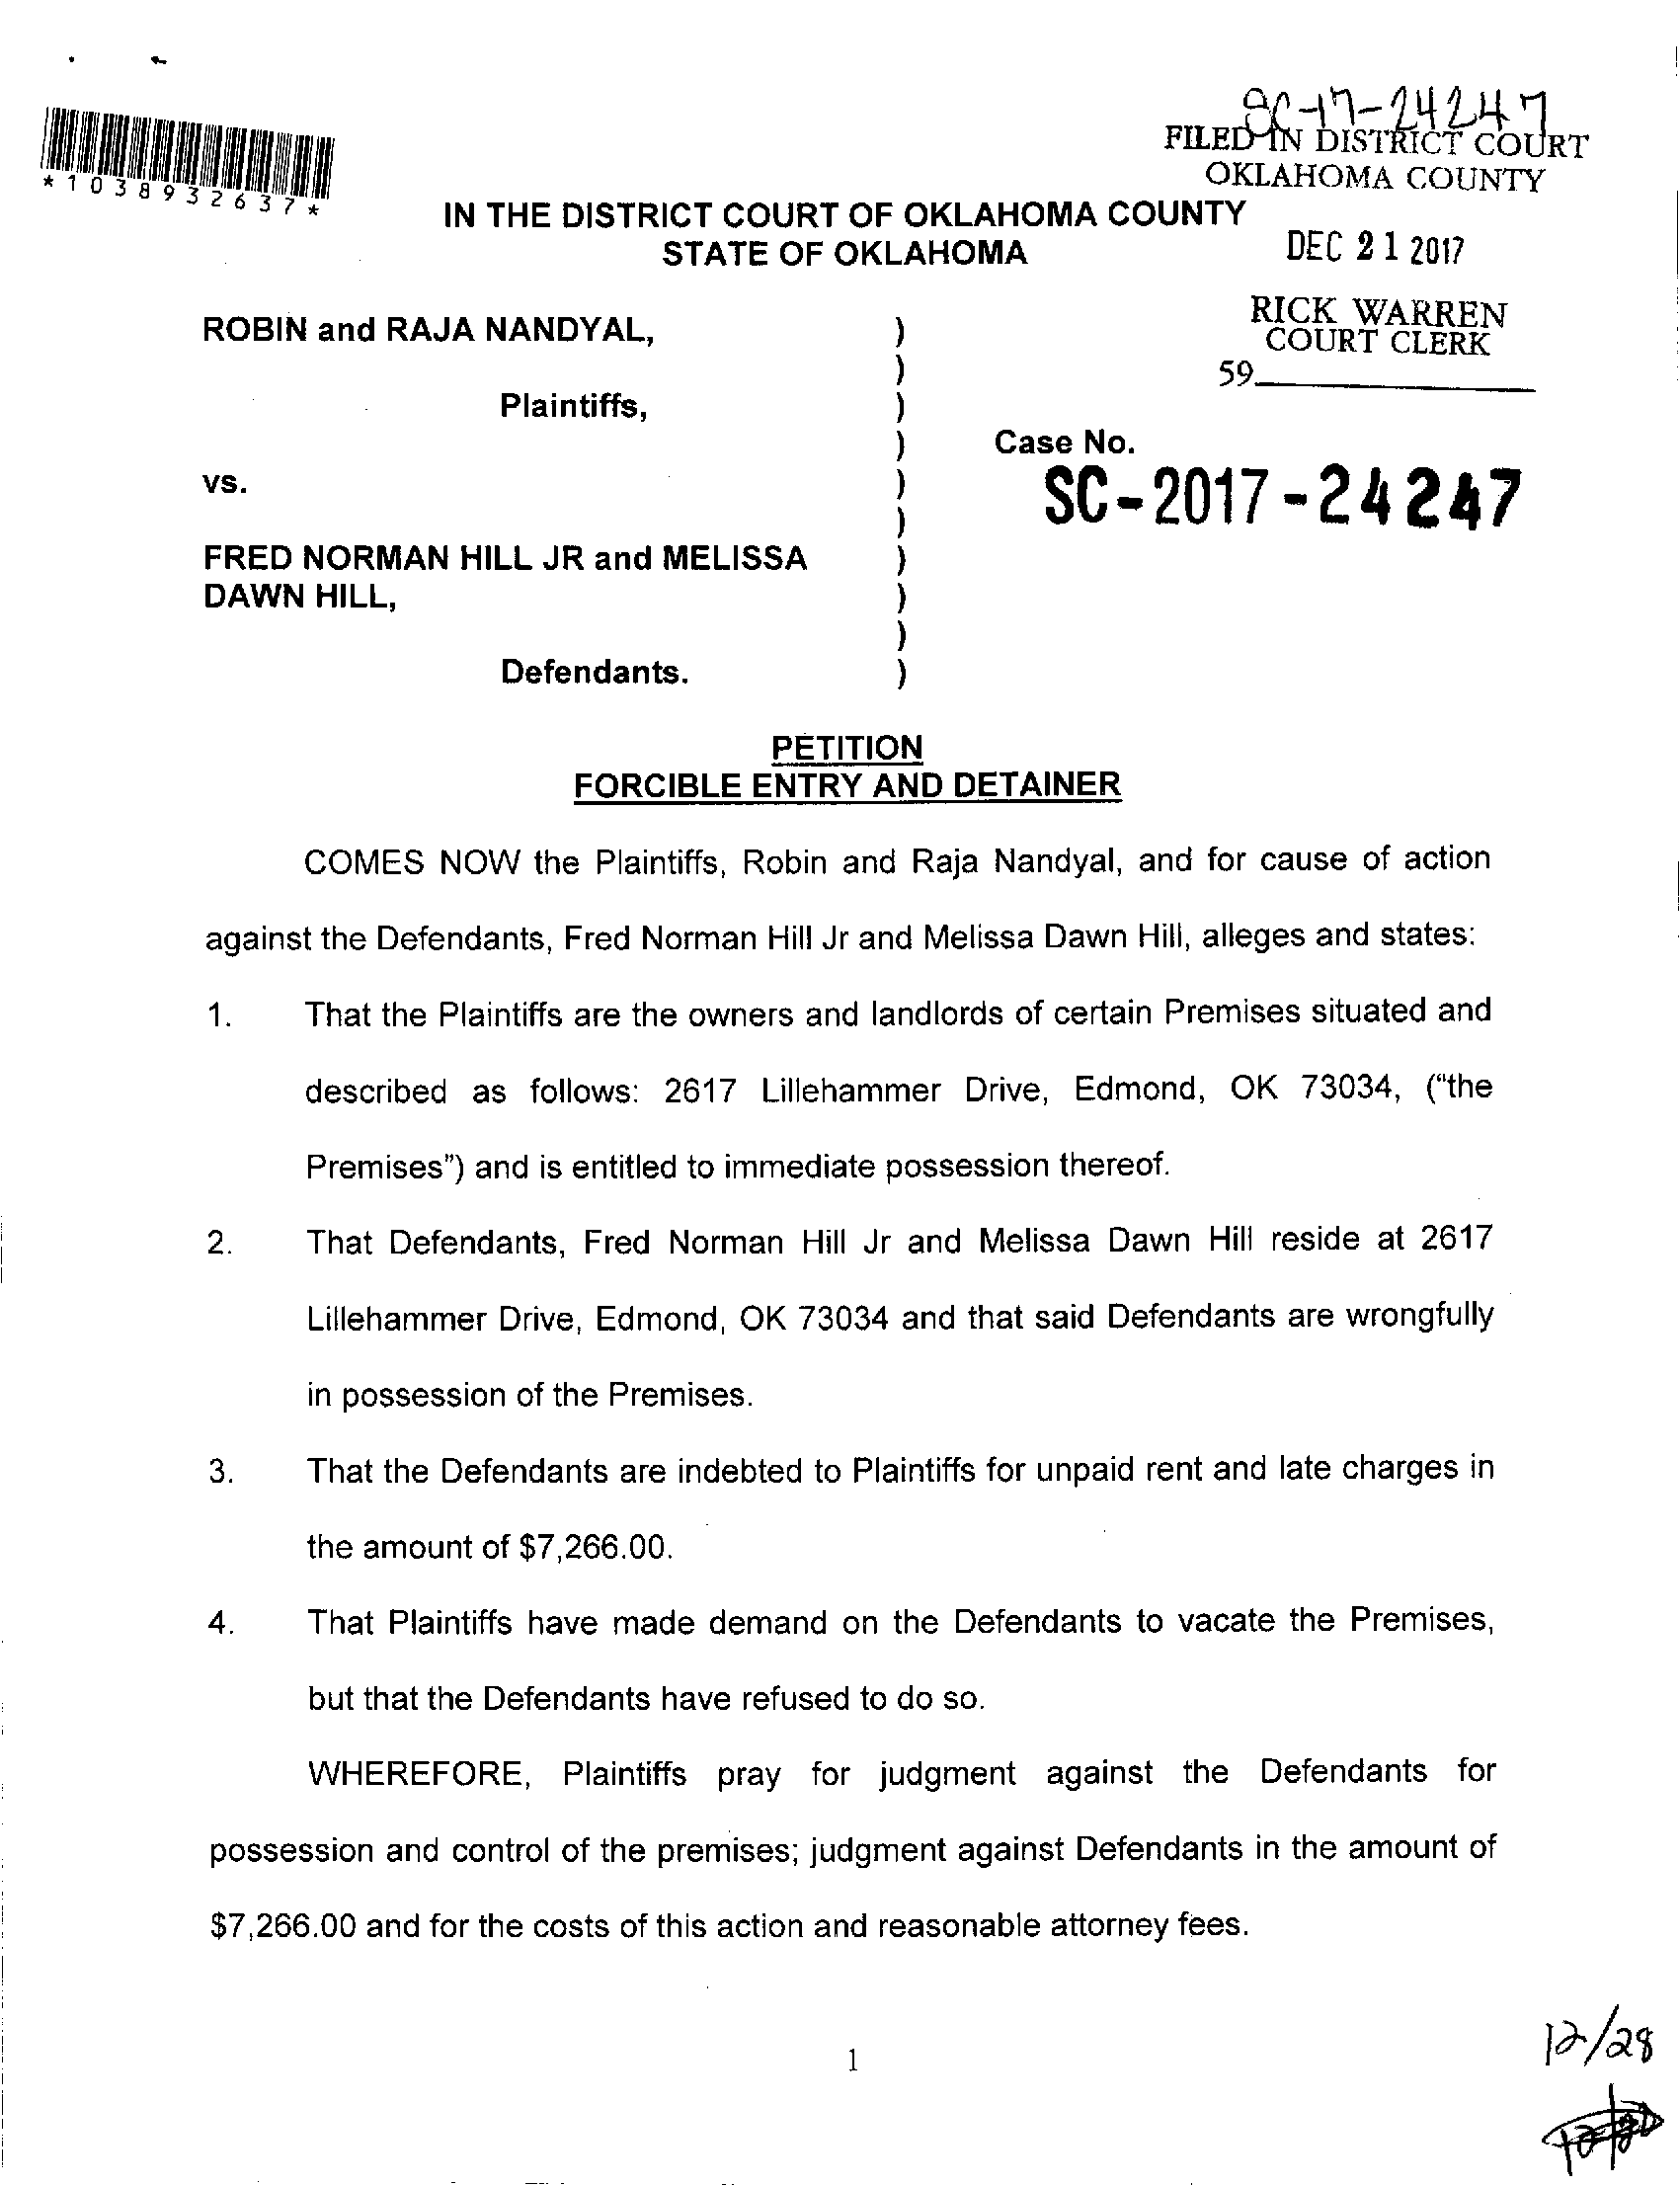 SC-17-24247
FILED IN DISTRICT COURT
OKLAHOMA COUNTY
*1038932637*
IN THE DISTRICT COURT OF OKLAHOMA COUNTY
STATE OF OKLAHOMA
DEC 21 2017
RICK WARREN
COURT CLERK
59
ROBIN and RAJA NANDYAL, )
)
Plaintiffs, )
) Case No.
vs. ) SC-2017-24247
)
FRED NORMAN HILL JR and MELISSA )
DAWN HILL, )
)
Defendants. )
PETITION
FORCIBLE ENTRY AND DETAINER
COMES NOW the Plaintiffs, Robin and Raja Nandyal, and for cause of action
against the Defendants, Fred Norman Hill Jr and Melissa Dawn Hill, alleges and states:
1. That the Plaintiffs are the owners and landlords of certain Premises situated and
described as follows: 2617 Lillehammer Drive, Edmond, OK 73034, ("the
Premises") and is entitled to immediate possession thereof.
2. That Defendants, Fred Norman Hill Jr and Melissa Dawn Hill reside at 2617
Lillehammer Drive, Edmond, OK 73034 and that said Defendants are wrongfully
in possession of the Premises.
3. That the Defendants are indebted to Plaintiffs for unpaid rent and late charges in
the amount of $7,266.00.
4. That Plaintiffs have made demand on the Defendants to vacate the Premises,
but that the Defendants have refused to do so.
WHEREFORE, Plaintiffs pray for judgment against the Defendants for
possession and control of the premises; judgment against Defendants in the amount of
$7,266.00 and for the costs of this action and reasonable attorney fees.
1
12/28